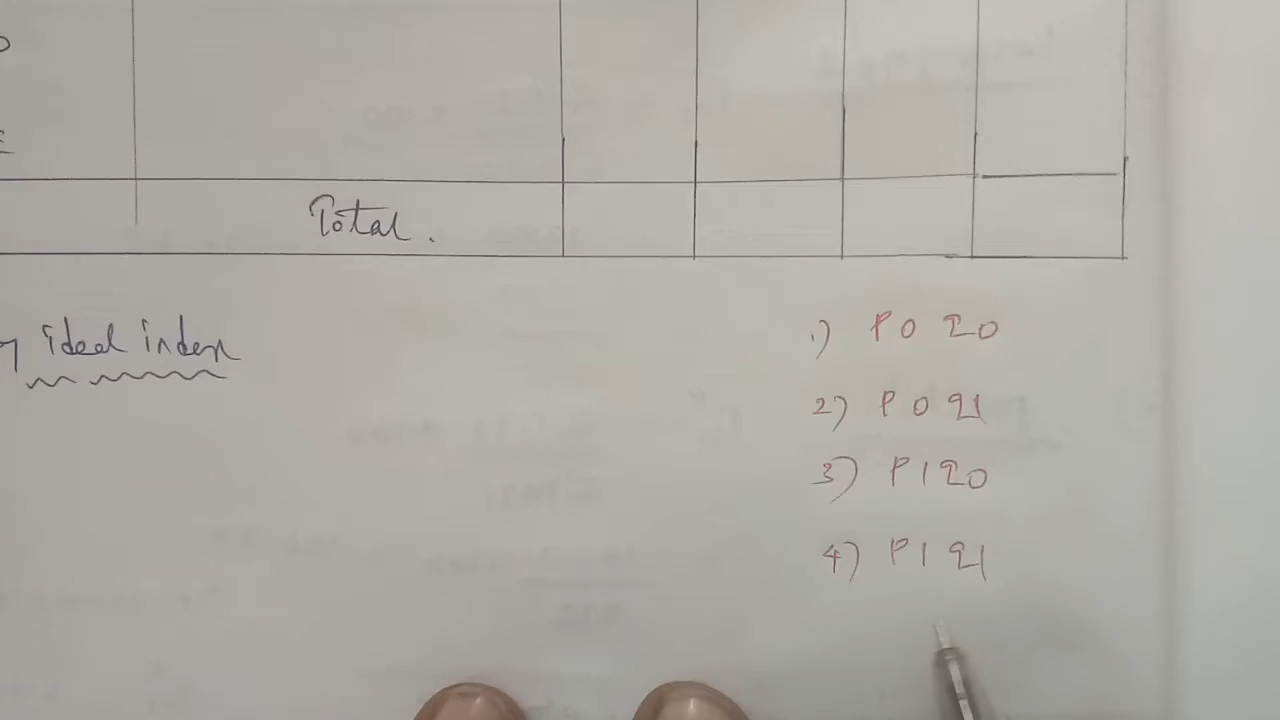 Total.
ideal index
1) P0 q0
2) P0 q1
3) P1 q0
4) P1 q1